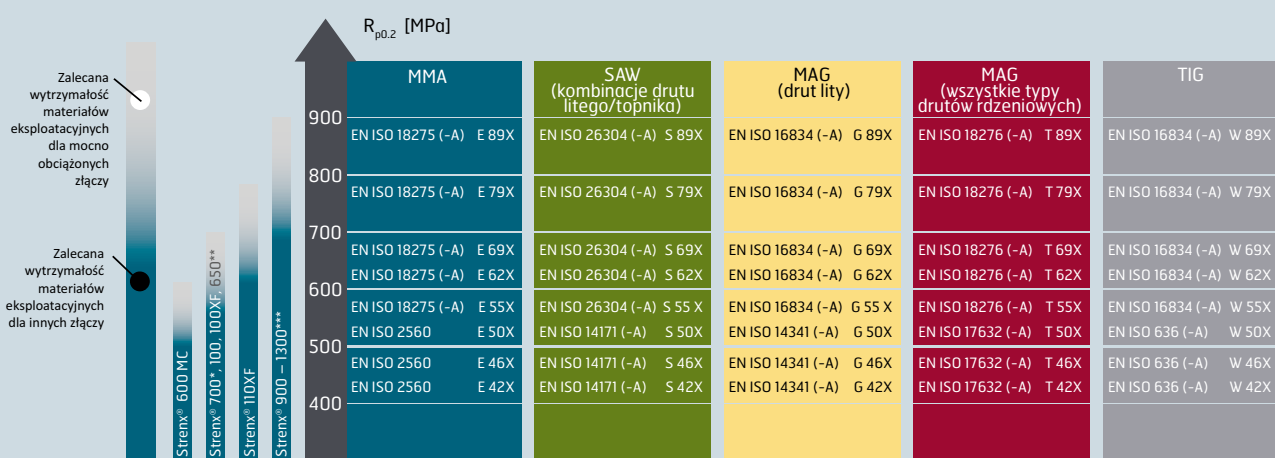 R p0.2 [MPa]
Zalecana
wytrzymałość
materiałów
eksploatacyjnych
dla mocno
obciążonych
złączy
Zalecana
wytrzymałość
materiałów
eksploatacyjnych
dla innych złączy
Strenx® 600 MC
Strenx® 700*, 100, 100XF, 650**
Strenx® 110XF
Strenx® 900 – 1300***
900
800
700
600
500
400
MMA
EN ISO 18275 (-A) E 89X
EN ISO 18275 (-A) E 79X
EN ISO 18275 (-A) E 69X
EN ISO 18275 (-A) E 62X
EN ISO 18275 (-A) E 55X
EN ISO 2560 E 50X
EN ISO 2560 E 46X
EN ISO 2560 E 42X
SAW
(kombinacje drutu
litego/topnika)
EN ISO 26304 (-A) S 89X
EN ISO 26304 (-A) S 79X
EN ISO 26304 (-A) S 69X
EN ISO 26304 (-A) S 62X
EN ISO 26304 (-A) S 55 X
EN ISO 14171 (-A) S 50X
EN ISO 14171 (-A) S 46X
EN ISO 14171 (-A) S 42X
MAG
(drut lity)
EN ISO 16834 (-A) G 89X
EN ISO 16834 (-A) G 79X
EN ISO 16834 (-A) G 69X
EN ISO 16834 (-A) G 62X
EN ISO 16834 (-A) G 55 X
EN ISO 14341 (-A) G 50X
EN ISO 14341 (-A) G 46X
EN ISO 14341 (-A) G 42X
MAG
(wszystkie typy
drutów rdzeniowych)
EN ISO 18276 (-A) T 89X
EN ISO 18276 (-A) T 79X
EN ISO 18276 (-A) T 69X
EN ISO 18276 (-A) T 62X
EN ISO 18276 (-A) T 55X
EN ISO 17632 (-A) T 50X
EN ISO 17632 (-A) T 46X
EN ISO 17632 (-A) T 42X
TIG
EN ISO 16834 (-A) W 89X
EN ISO 16834 (-A) W 79X
EN ISO 16834 (-A) W 69X
EN ISO 16834 (-A) W 62X
EN ISO 16834 (-A) W 55X
EN ISO 636 (-A) W 50X
EN ISO 636 (-A) W 46X
EN ISO 636 (-A) W 42X